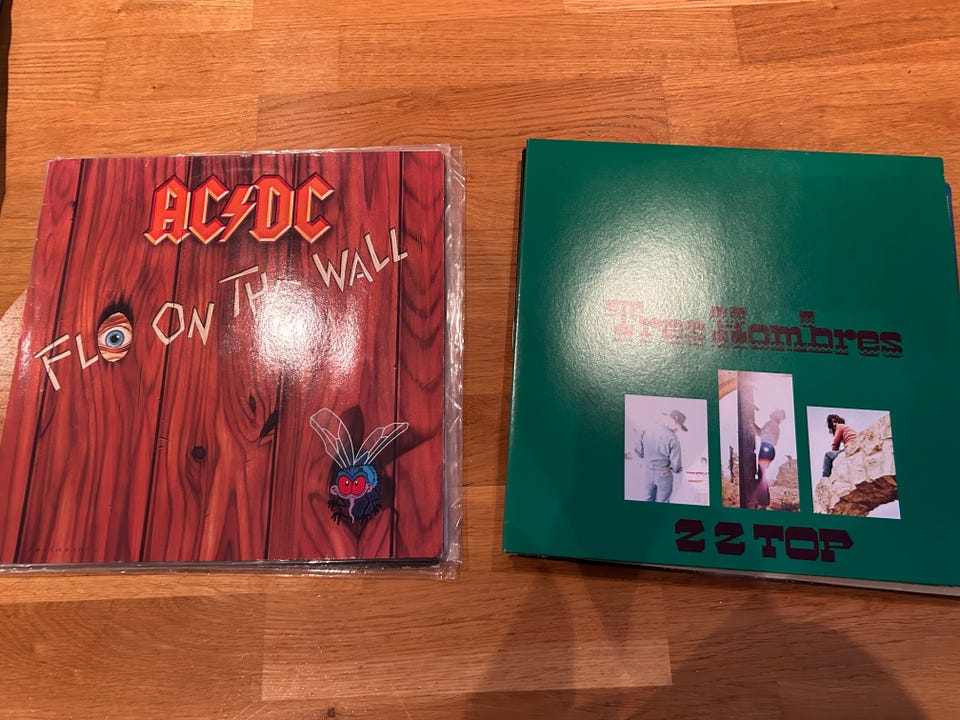 AC/DC
FL ON TH WALL
Tres Hombres
ZZ TOP